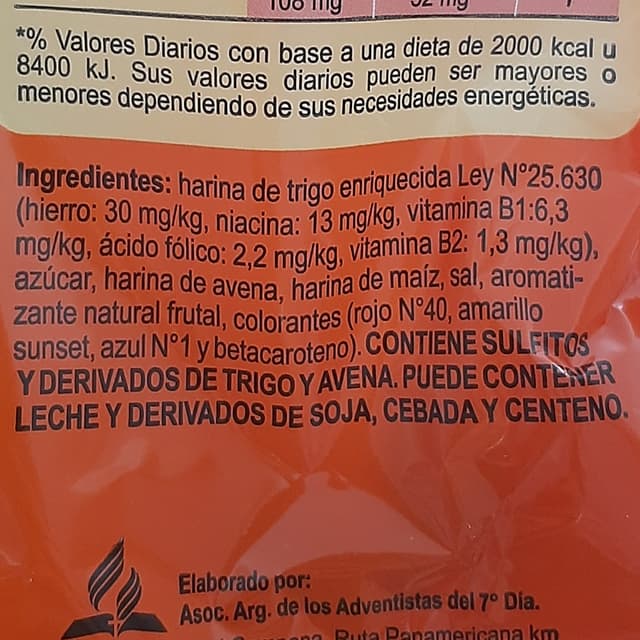 108 mg
*% Valores Diarios con base a una dieta de 2000 kcal u
8400 kJ. Sus valores diarios pueden ser mayores o
menores dependiendo de sus necesidades energéticas.
Ingredientes: harina de trigo enriquecida Ley N°25.630
(hierro: 30 mg/kg, niacina: 13 mg/kg, vitamina B1:6,3
mg/kg, ácido fólico: 2,2 mg/kg, vitamina B2: 1,3 mg/kg),
azúcar, harina de avena, harina de maíz, sal, aromati-
zante natural frutal, colorantes (rojo N°40, amarillo
sunset, azul N°1 y betacaroteno). CONTIENE SULFITOS
Y DERIVADOS DE TRIGO Y AVENA. PUEDE CONTENER
LECHE Y DERIVADOS DE SOJA, CEBADA Y CENTENO.
Elaborado por:
Asoc. Arg. de los Adventistas del 7° Día.
Ruta Panamericana km